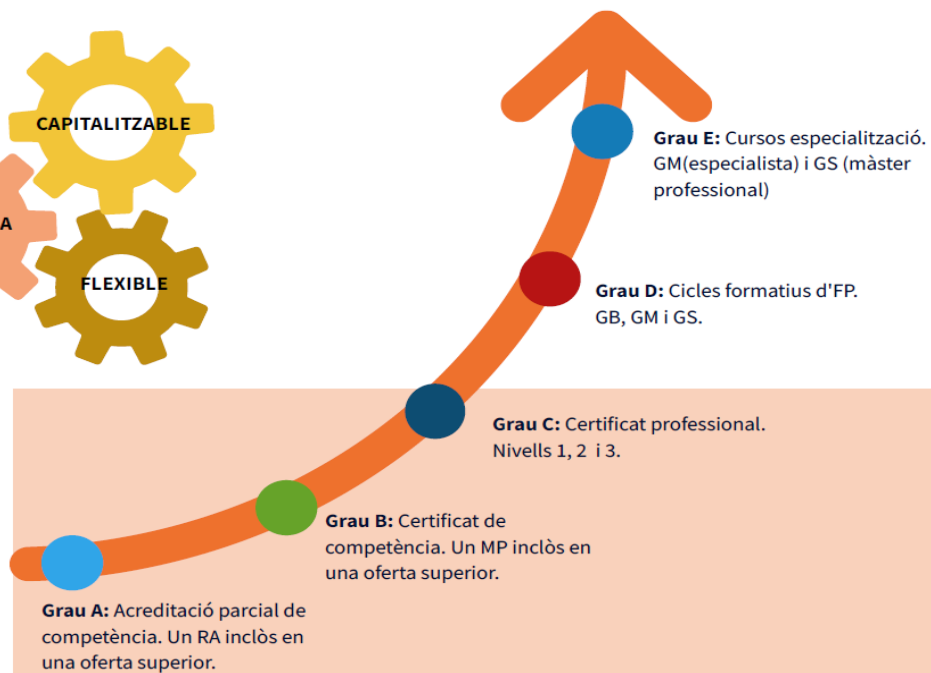 CAPITALITZABLE
A
FLEXIBLE
Grau E: Cursos especialització.
GM(especialista) i GS (màster
professional)
Grau D: Cicles formatius d'FP.
GB, GM i GS.
Grau C: Certificat professional.
Nivells 1, 2 i 3.
Grau B: Certificat de
competència. Un MP inclòs en
una oferta superior.
Grau A: Acreditació parcial de
competència. Un RA inclòs en
una oferta superior.